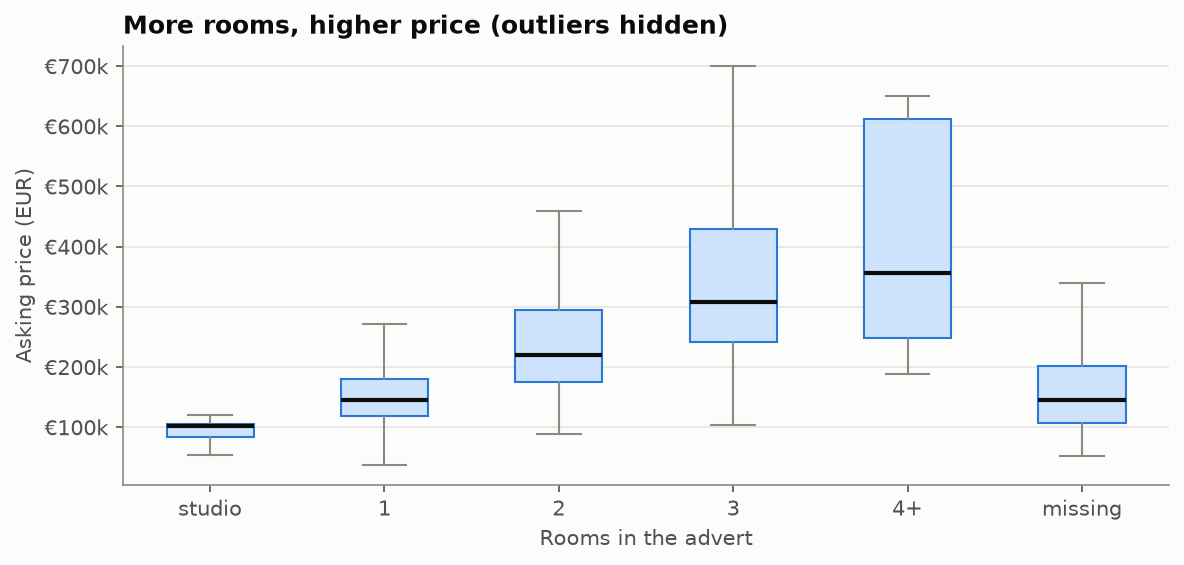 More rooms, higher price (outliers hidden)
€700k
€600k
€500k
€400k
€300k
€200k
€100k
Asking price (EUR)
studio
1
2
3
4+
missing
Rooms in the advert